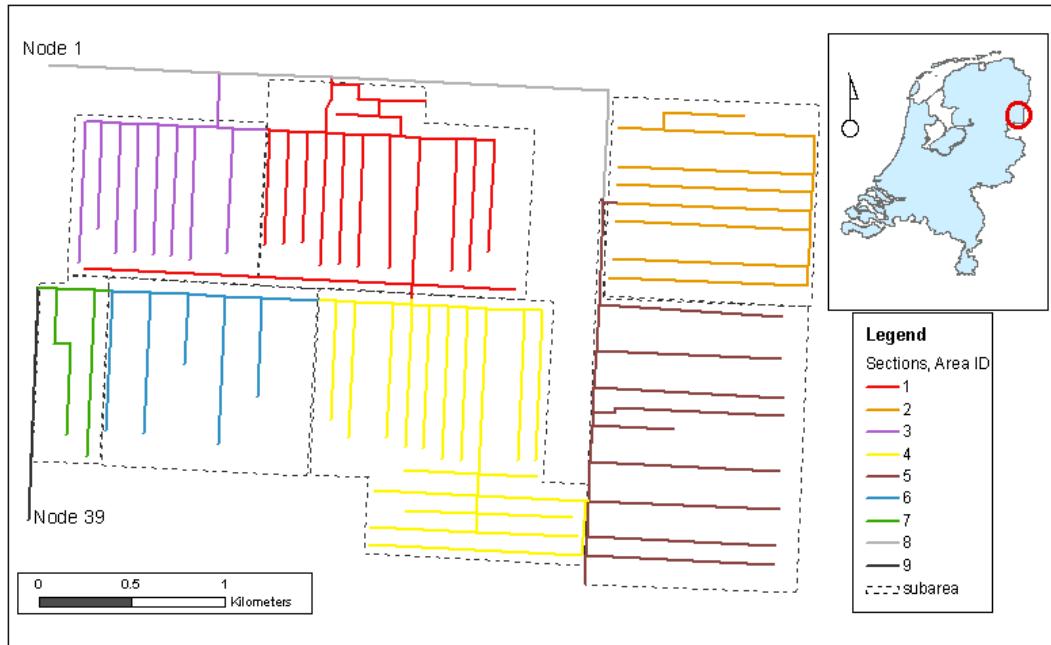 Node 1
Node 39
0 0.5 1
Kilometers
Legend
Sections, Area ID
1
2
3
4
5
6
7
8
9
subarea